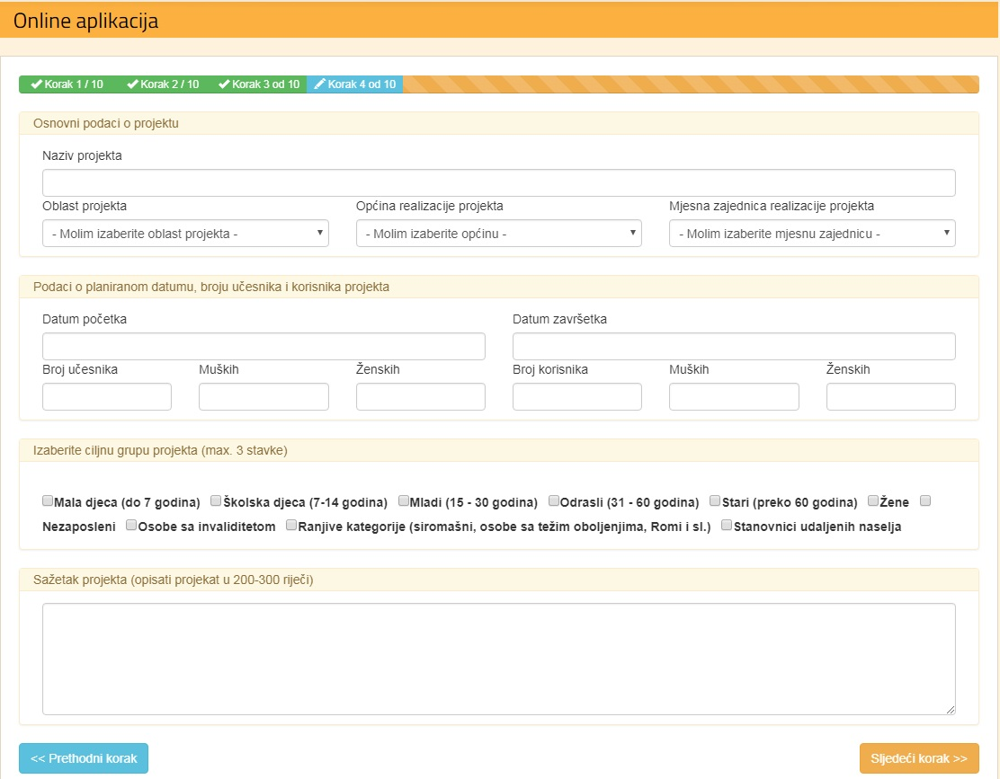 Online aplikacija
Korak 1 / 10 Korak 2 / 10 Korak 3 od 10 Korak 4 od 10
Osnovni podaci o projektu
Naziv projekta
Oblast projekta Općina realizacije projekta Mjesna zajednica realizacije projekta
- Molim izaberite oblast projekta - - Molim izaberite općinu - - Molim izaberite mjesnu zajednicu -
Podaci o planiranom datumu, broju učesnika i korisnika projekta
Datum početka Datum završetka
Broj učesnika Muških Ženskih Broj korisnika Muških Ženskih
Izaberite ciljnu grupu projekta (max. 3 stavke)
Mala djeca (do 7 godina) Školska djeca (7-14 godina) Mladi (15 - 30 godina) Odrasli (31 - 60 godina) Stari (preko 60 godina) Žene
Nezaposleni Osobe sa invaliditetom Ranjive kategorije (siromašni, osobe sa težim oboljenjima, Romi i sl.) Stanovnici udaljenih naselja
Sažetak projekta (opisati projekat u 200-300 riječi)
<< Prethodni korak Sljedeći korak >>